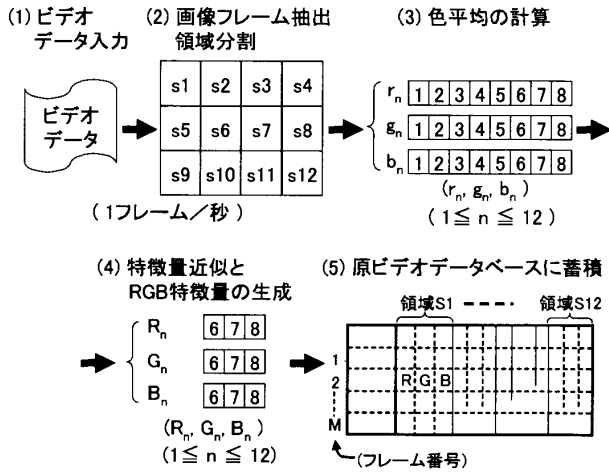 (1) ビデオ
データ入力
(2) 画像フレーム抽出
領域分割
(3) 色平均の計算
ビデオ
データ
s1 s2 s3 s4
s5 s6 s7 s8
s9 s10 s11 s12
(1フレーム/秒)
rn 1 2 3 4 5 6 7 8
gn 1 2 3 4 5 6 7 8
bn 1 2 3 4 5 6 7 8
(rn, gn, bn)
(1≦ n ≦ 12)
(4) 特徴量近似と
RGB特徴量の生成
Rn 6 7 8
Gn 6 7 8
Bn 6 7 8
(Rn, Gn, Bn)
(1≦ n ≦ 12)
(5) 原ビデオデータベースに蓄積
領域S1 領域S12
1
2 R G B
M
(フレーム番号)